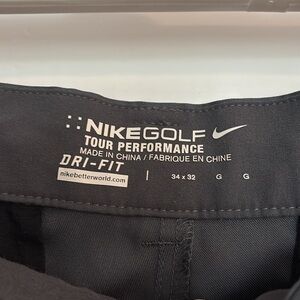 NIKEGOLF
TOUR PERFORMANCE
MADE IN CHINA / FABRIQUE EN CHINE
DRI-FIT
nikebetterworld.com | 34 x 32 G G